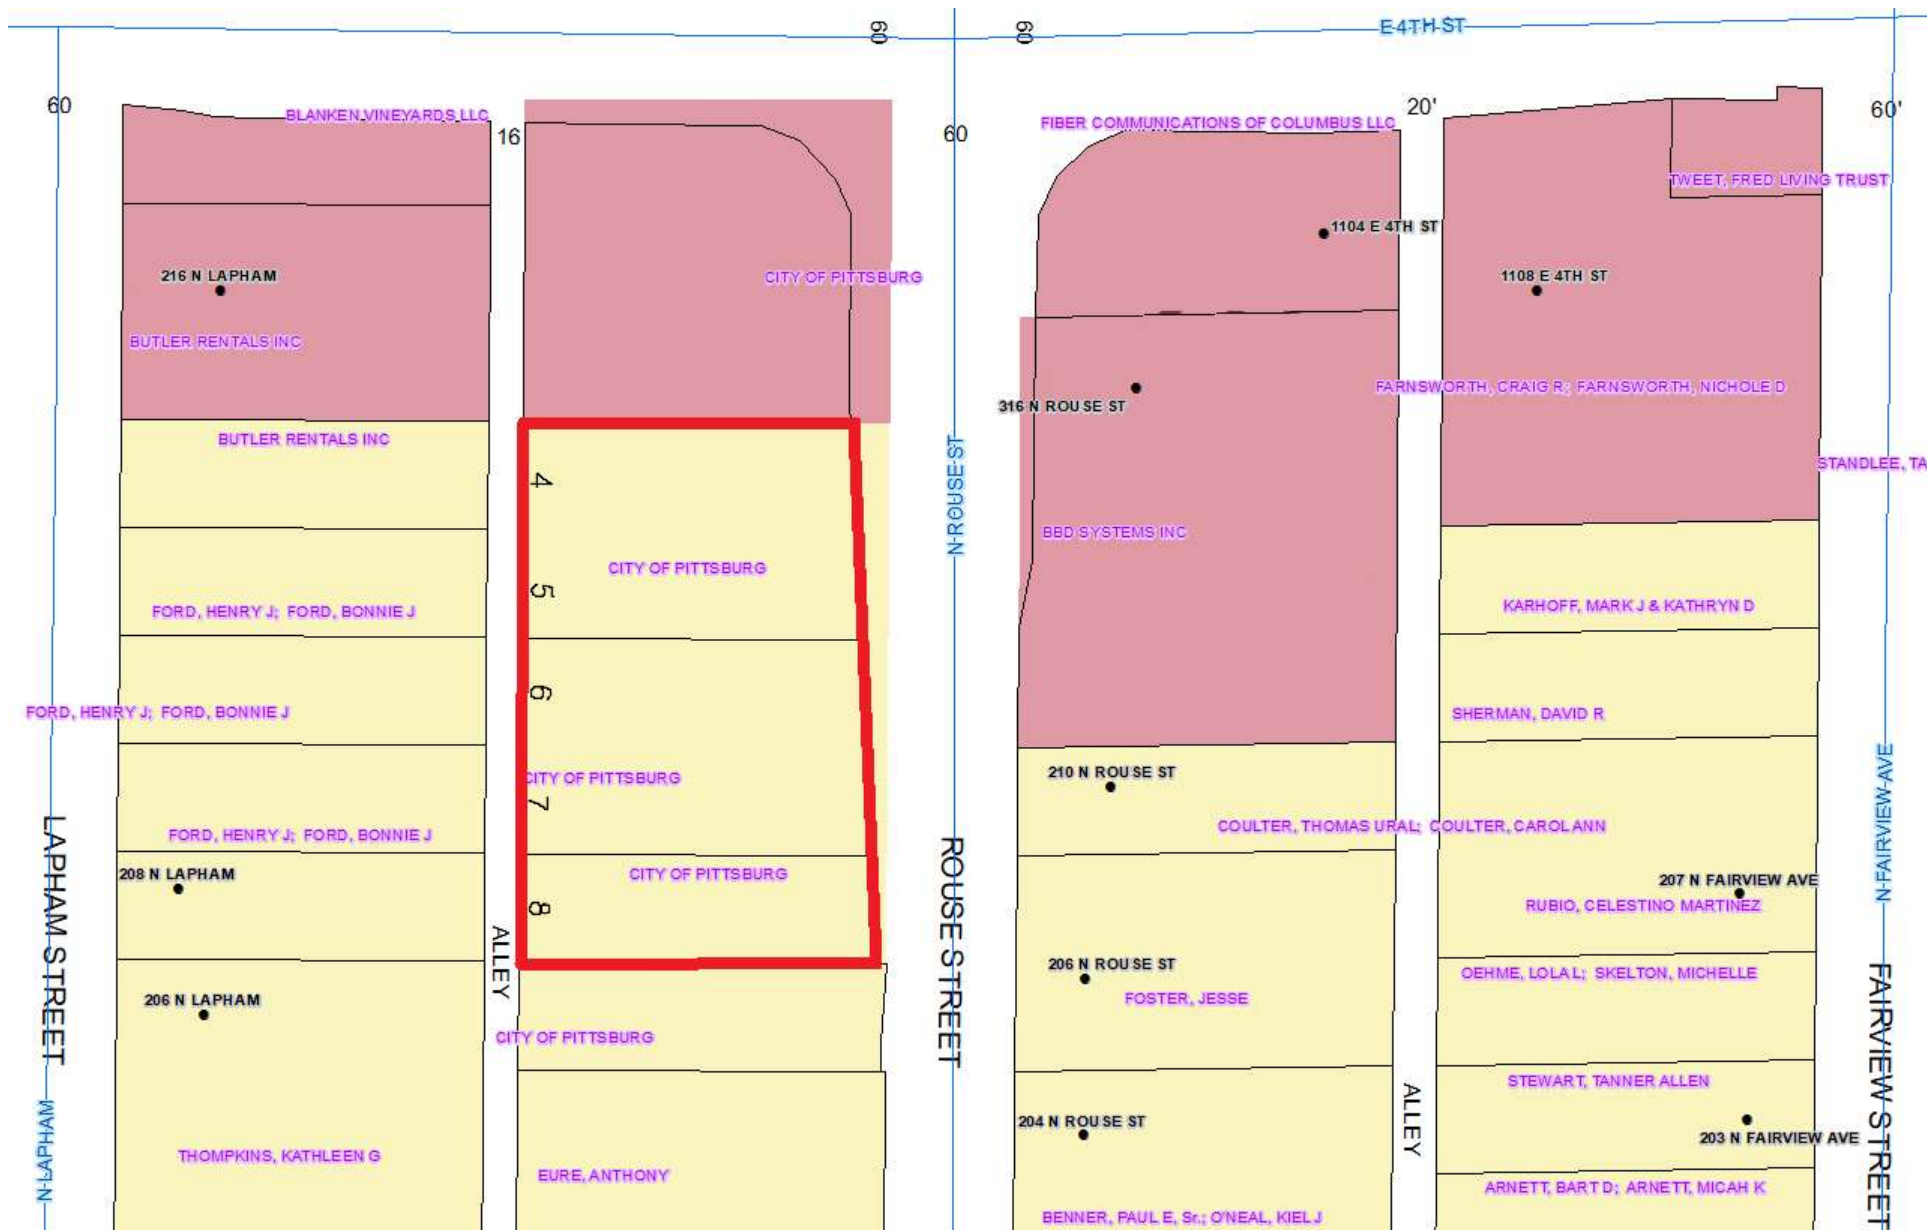 E 4TH ST
60
60
60
BLANKEN VINEYARDS LLC
16
60
FIBER COMMUNICATIONS OF COLUMBUS LLC
20'
60'
TWEET, FRED LIVING TRUST
1104 E 4TH ST
216 N LAPHAM
CITY OF PITTSBURG
1108 E 4TH ST
BUTLER RENTALS INC
FARNSWORTH, CRAIG R; FARNSWORTH, NICHOLE D
316 N ROUSE ST
BUTLER RENTALS INC
STANDLEE, TA
4
N ROUSE ST
BBD SYSTEMS INC
CITY OF PITTSBURG
5
FORD, HENRY J; FORD, BONNIE J
KARHOFF, MARK J & KATHRYN D
6
FORD, HENRY J; FORD, BONNIE J
SHERMAN, DAVID R
210 N ROUSE ST
CITY OF PITTSBURG
7
N FAIRVIEW AVE
FORD, HENRY J; FORD, BONNIE J
COULTER, THOMAS URAL; COULTER, CAROL ANN
208 N LAPHAM
CITY OF PITTSBURG
207 N FAIRVIEW AVE
8
RUBIO, CELESTINO MARTINEZ
LAPHAM STREET
ALLEY
ROUSE STREET
206 N ROUSE ST
OEHME, LOLA L; SKELTON, MICHELLE
206 N LAPHAM
FOSTER, JESSE
CITY OF PITTSBURG
FAIRVIEW STREET
STEWART, TANNER ALLEN
204 N ROUSE ST
ALLEY
203 N FAIRVIEW AVE
N LAPHAM
THOMPKINS, KATHLEEN G
EURE, ANTHONY
ARNETT, BART D; ARNETT, MICAH K
BENNER, PAUL E, Sr.; O'NEAL, KIEL J